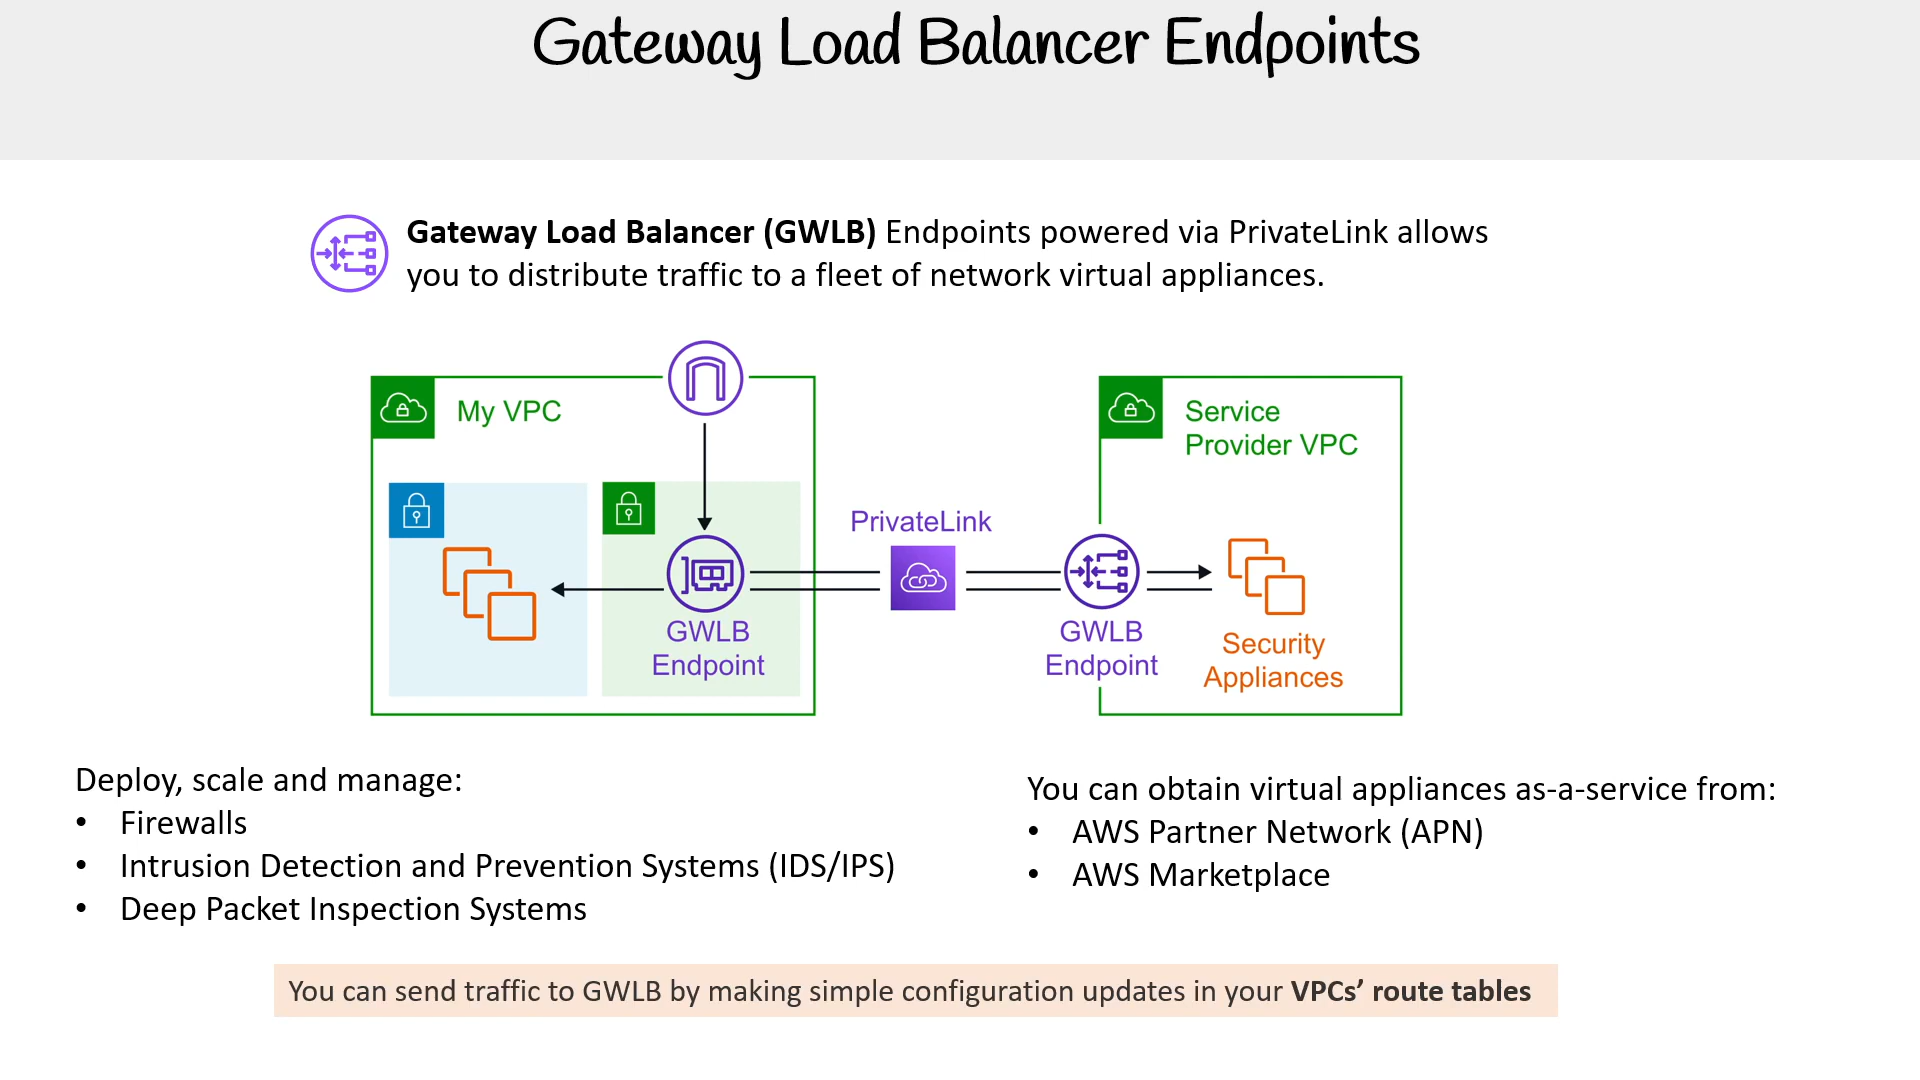 Gateway Load Balancer Endpoints
Gateway Load Balancer (GWLB) Endpoints powered via PrivateLink allows
you to distribute traffic to a fleet of network virtual appliances.
My VPC
GWLB
Endpoint
PrivateLink
Service
Provider VPC
GWLB
Endpoint
Security
Appliances
Deploy, scale and manage:
• Firewalls
• Intrusion Detection and Prevention Systems (IDS/IPS)
• Deep Packet Inspection Systems
You can obtain virtual appliances as-a-service from:
• AWS Partner Network (APN)
• AWS Marketplace
You can send traffic to GWLB by making simple configuration updates in your VPCs’ route tables